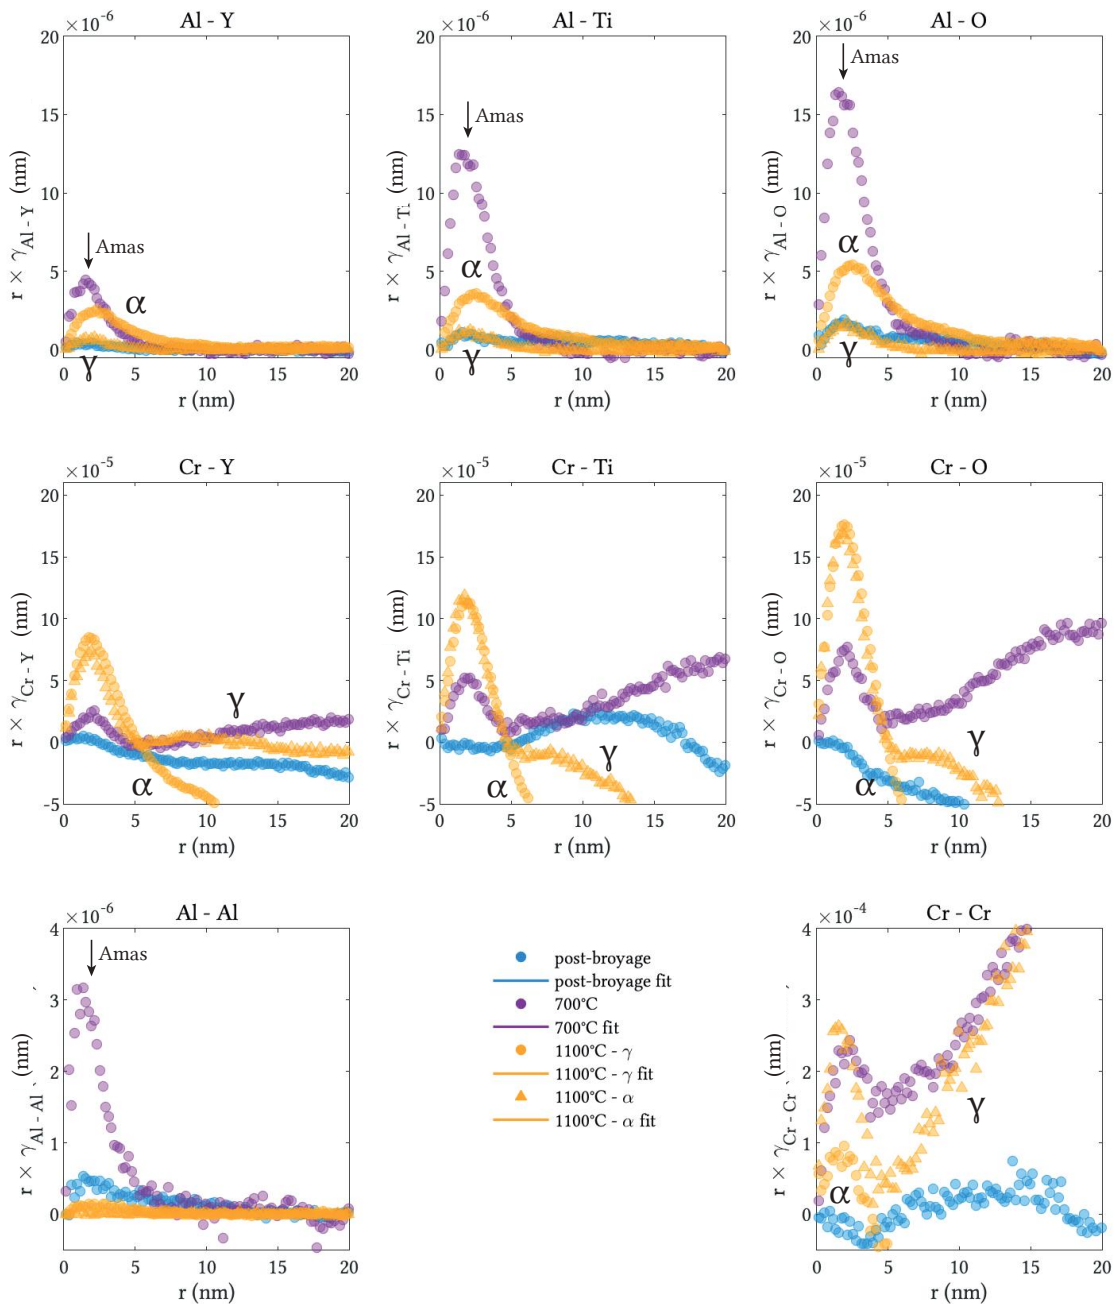 ×10-6 Al - Y
20
15
10
5
0
Amas
α
γ
r × γAl - Y (nm)
0 5 10 15 20
r (nm)
×10-6 Al - Ti
20
15
10
5
0
Amas
α
γ
r × γAl - Ti (nm)
0 5 10 15 20
r (nm)
×10-6 Al - O
20
15
10
5
0
Amas
α
γ
r × γAl - O (nm)
0 5 10 15 20
r (nm)
×10-5 Cr - Y
20
15
10
5
0
-5
γ
α
r × γCr - Y (nm)
0 5 10 15 20
r (nm)
×10-5 Cr - Ti
20
15
10
5
0
-5
γ
α
r × γCr - Ti (nm)
0 5 10 15 20
r (nm)
×10-5 Cr - O
20
15
10
5
0
-5
γ
α
r × γCr - O (nm)
0 5 10 15 20
r (nm)
×10-6 Al - Al
4
3
2
1
0
Amas
r × γAl - Al (nm)
0 5 10 15 20
r (nm)
post-broyage
post-broyage fit
700°C
700°C fit
1100°C - γ
1100°C - γ fit
1100°C - α
1100°C - α fit
×10-4 Cr - Cr
4
3
2
1
0
γ
α
r × γCr - Cr (nm)
0 5 10 15 20
r (nm)